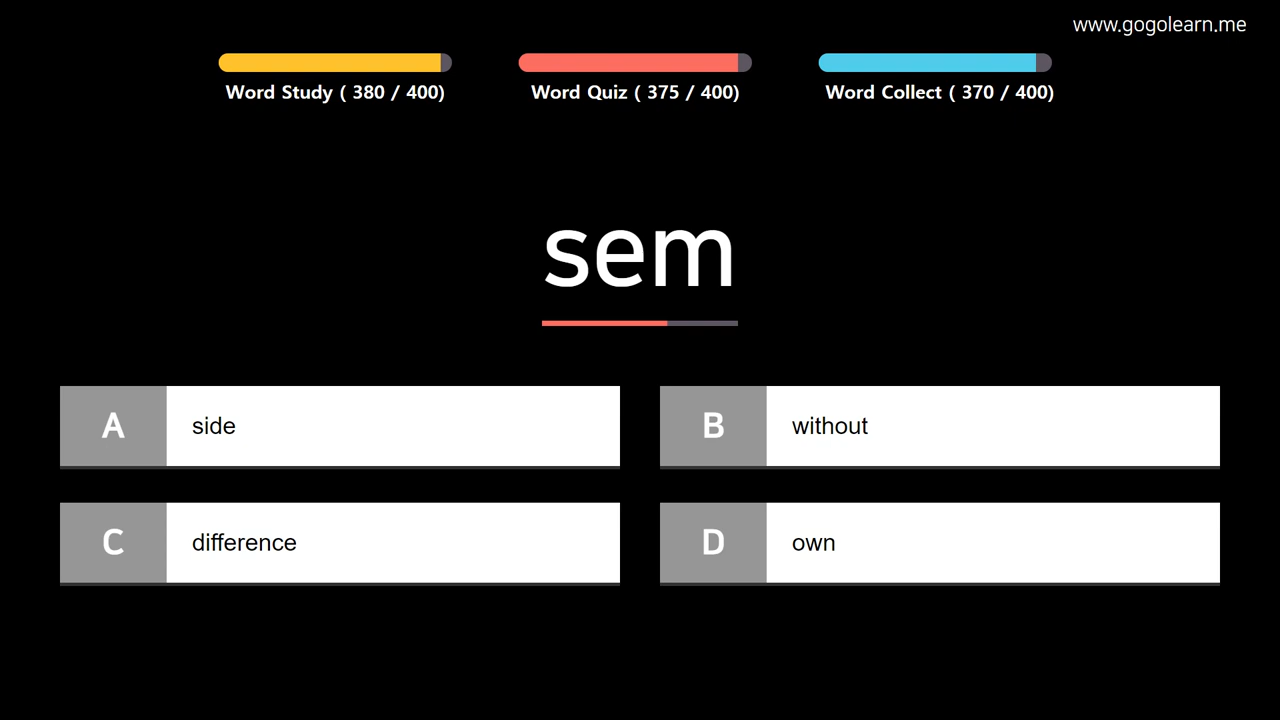 www.gogolearn.me
Word Study ( 380 / 400)
Word Quiz ( 375 / 400)
Word Collect ( 370 / 400)
sem
A side
B without
C difference
D own